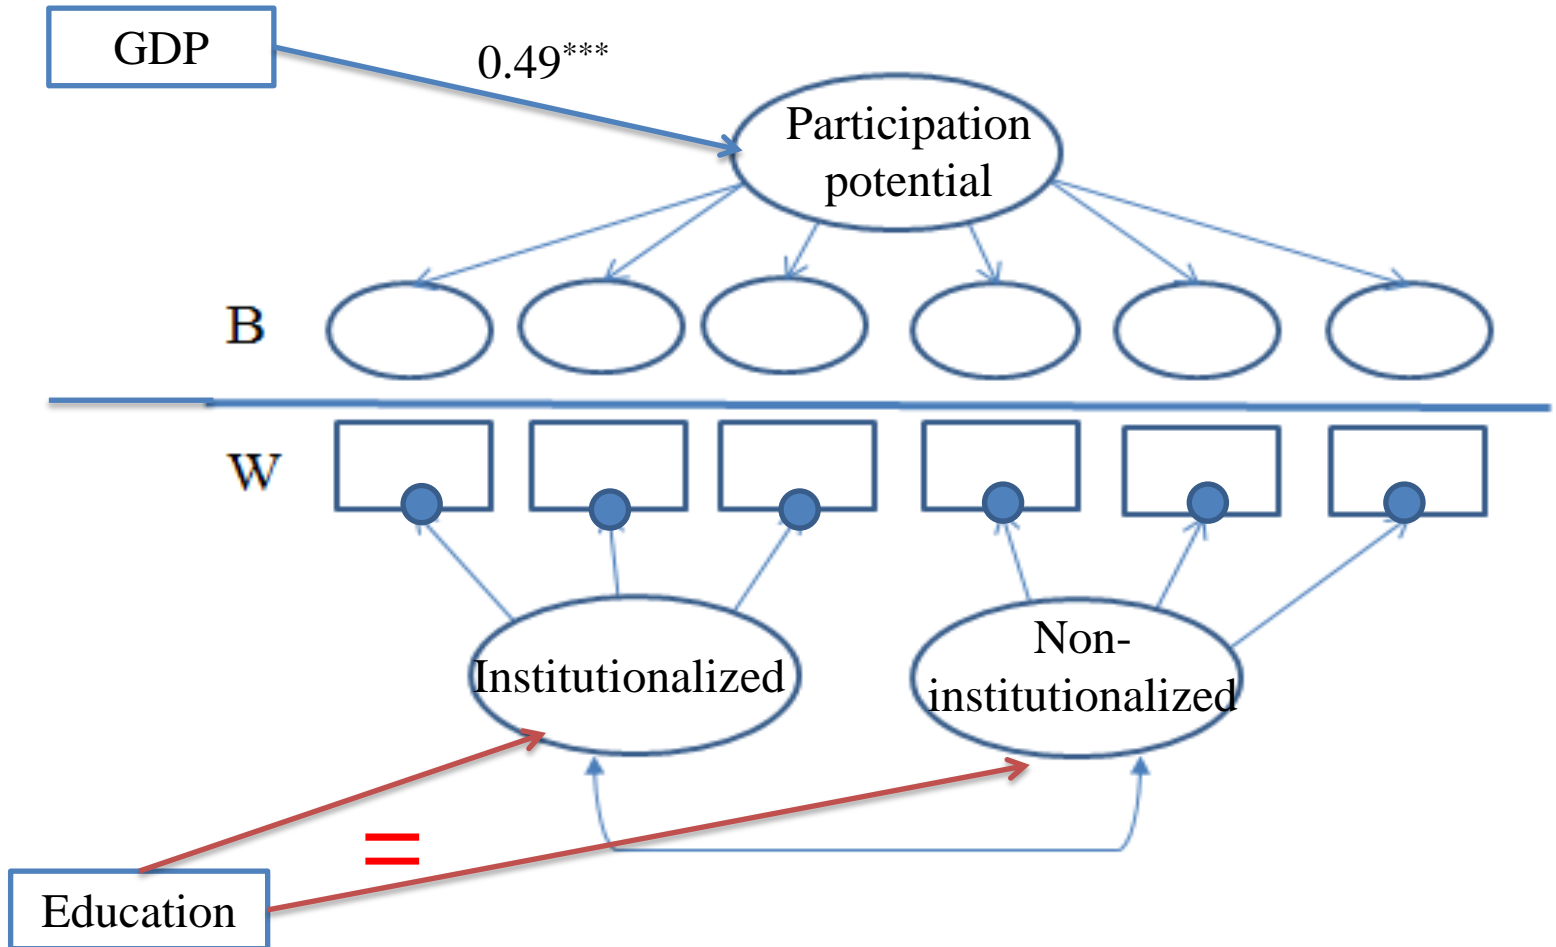 GDP
0.49***
Participation
potential
B
W
Institutionalized
Non-
institutionalized
=
Education